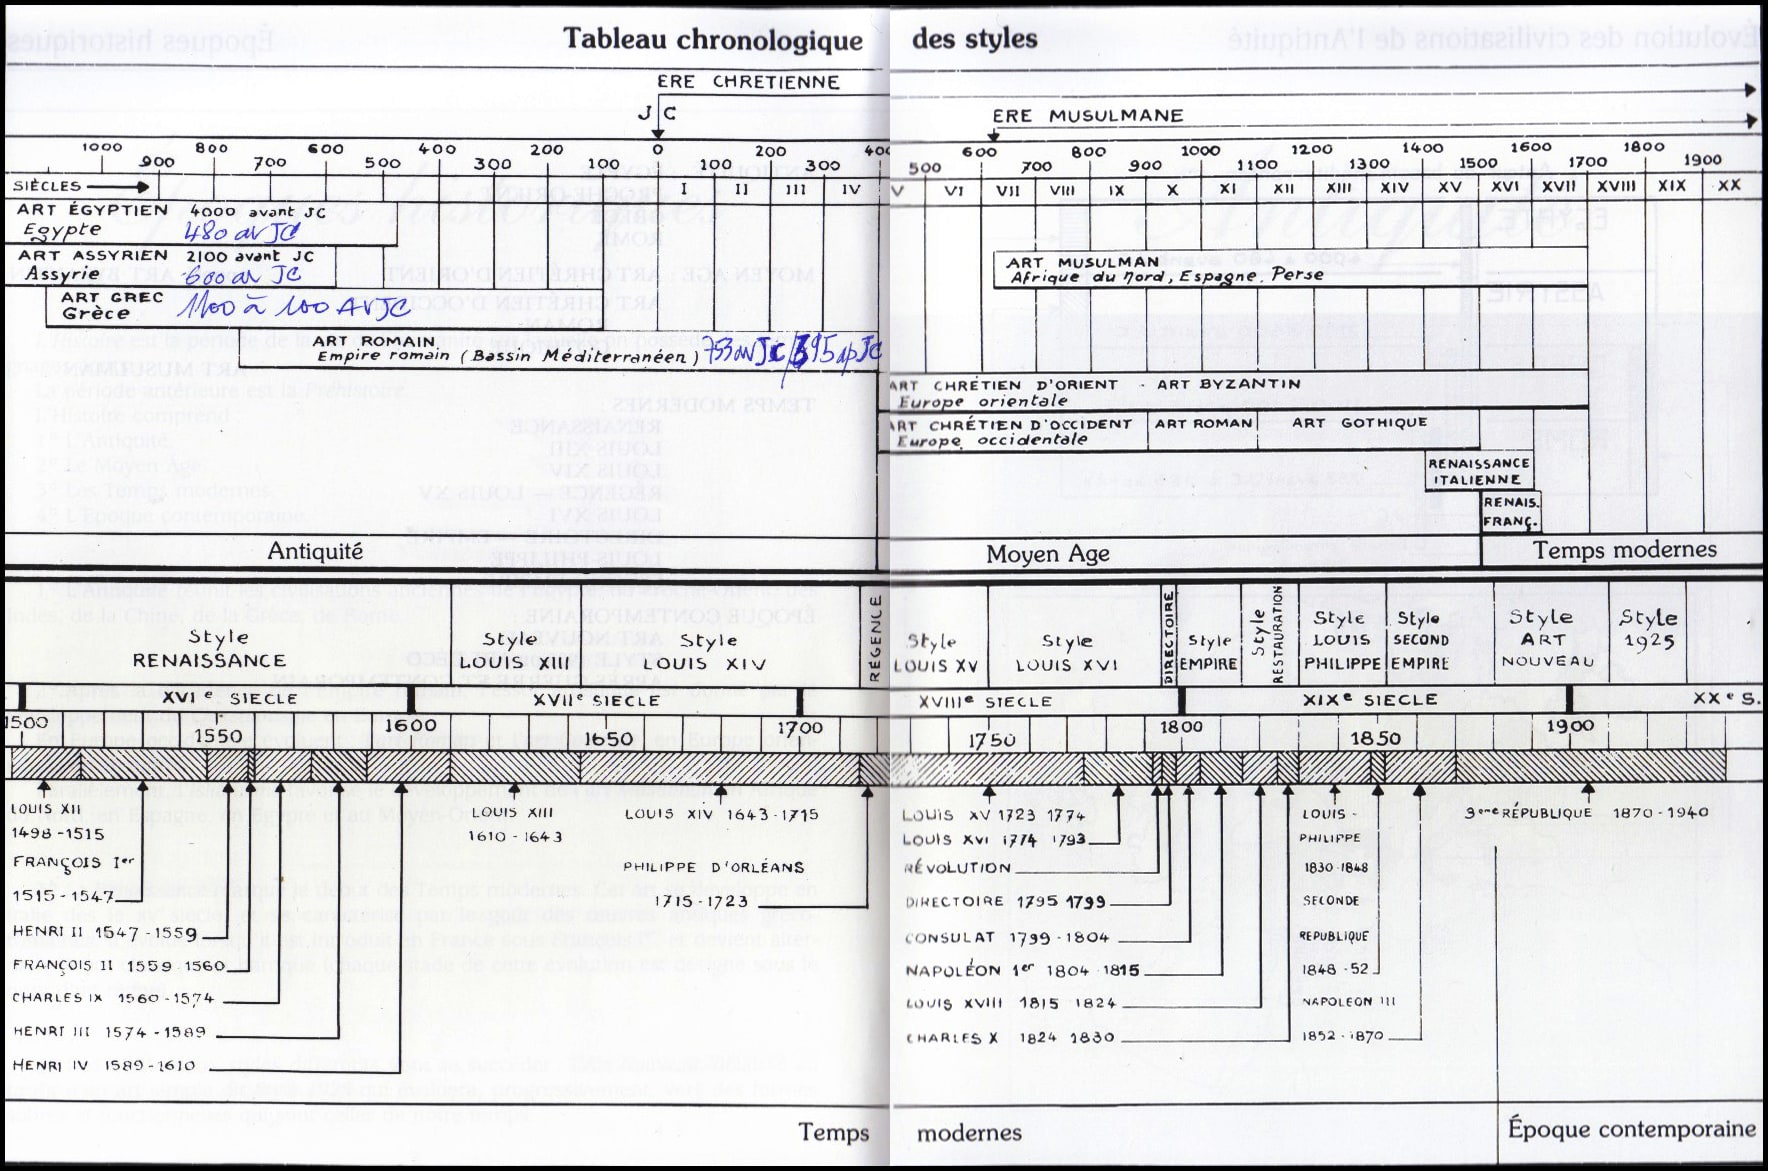 Tableau chronologique des styles
ERE CHRETIENNE
J C
ERE MUSULMANE
1000 900 800 700 600 500 400 300 200 100 0 100 200 300 400 500 600 700 800 900 1000 1100 1200 1300 1400 1500 1600 1700 1800 1900
SIÈCLES I II III IV V VI VII VIII IX X XI XII XIII XIV XV XVI XVII XVIII XIX XX
ART ÉGYPTIEN 4000 avant JC
Egypte 480 av JC
ART ASSYRIEN 2100 avant JC
Assyrie 600 av JC
ART GREC
Grèce 1100 à 100 AVJC
ART ROMAIN
Empire romain (Bassin Méditerranéen) 753 av JC/395 ap JC
ART MUSULMAN
Afrique du Nord, Espagne. Perse
ART CHRÉTIEN D'ORIENT - ART BYZANTIN
Europe orientale
ART CHRÉTIEN D'OCCIDENT ART ROMAN ART GOTHIQUE
Europe occidentale
RENAISSANCE
ITALIENNE
RENAIS.
FRANÇ.
Antiquité Moyen Age Temps modernes
Style
RENAISSANCE
Style
LOUIS XIII
Style
LOUIS XIV
RÉGENCE
Style
LOUIS XV
Style
LOUIS XVI
DIRECTOIRE
Style
EMPIRE
Style
RESTAURATION
Style
LOUIS
PHILIPPE
Style
SECOND
EMPIRE
Style
ART
NOUVEAU
Style
1925
XVIe SIECLE XVIIe SIECLE XVIIIe SIECLE XIXe SIECLE XXe S.
1500 1550 1600 1650 1700 1750 1800 1850 1900
LOUIS XII
1498-1515
FRANÇOIS Ier
1515-1547
HENRI II 1547-1559
FRANÇOIS II 1559-1560
CHARLES IX 1560-1574
HENRI III 1574-1589
HENRI IV 1589-1610
LOUIS XIII
1610-1643
LOUIS XIV 1643-1715
PHILIPPE D'ORLÉANS
1715-1723
LOUIS XV 1723 1774
LOUIS XVI 1774 1793
RÉVOLUTION
DIRECTOIRE 1795 1799
CONSULAT 1799-1804
NAPOLÉON 1er 1804-1815
LOUIS XVIII 1815 1824
CHARLES X 1824 1830
LOUIS-
PHILIPPE
1830-1848
SECONDE
REPUBLIQUE
1848-52
NAPOLEON III
1852-1870
3eme RÉPUBLIQUE 1870-1940
Temps modernes
Époque contemporaine